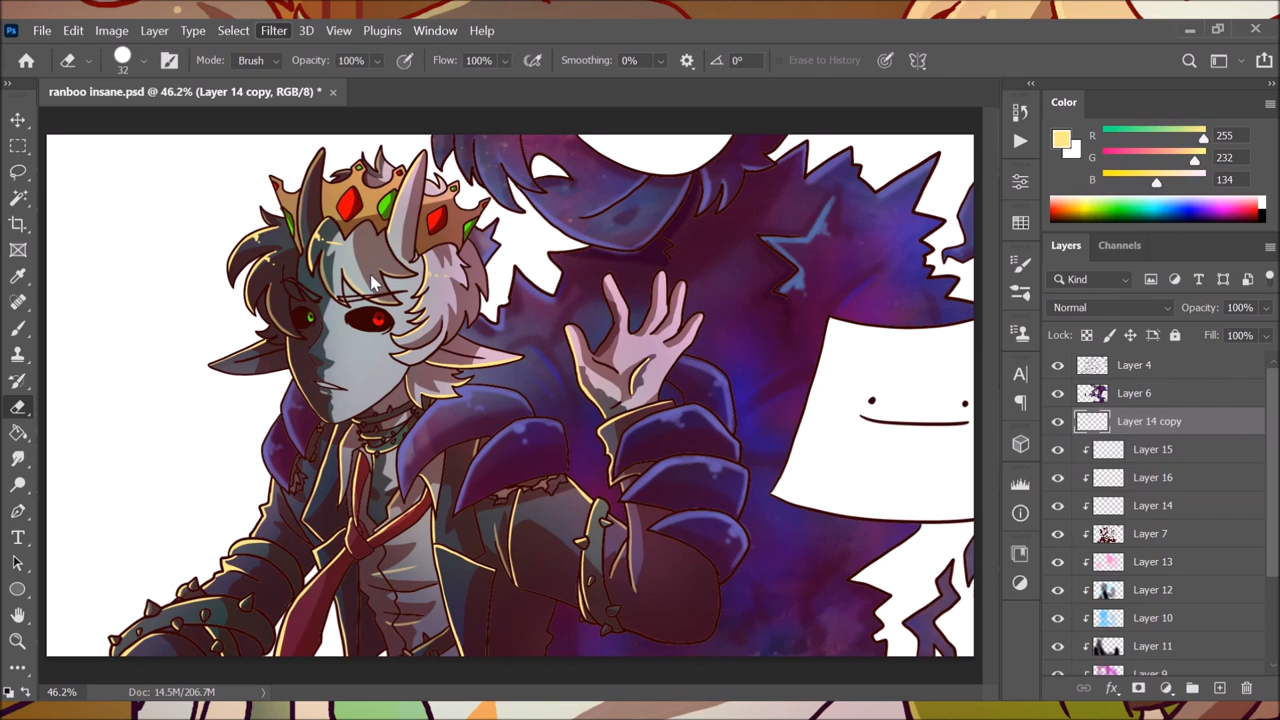 Ps File Edit Image Layer Type Select Filter 3D View Plugins Window Help
32 Mode: Brush Opacity: 100% Flow: 100% Smoothing: 0% 0° Erase to History
ranboo insane.psd @ 46.2% (Layer 14 copy, RGB/8) *
Color
R 255
G 232
B 134
Layers Channels
Kind
Normal Opacity: 100%
Lock: Fill: 100%
Layer 4
Layer 6
Layer 14 copy
Layer 15
Layer 16
Layer 14
Layer 7
Layer 13
Layer 12
Layer 10
Layer 11
Layer 9
46.2% Doc: 14.5M/206.7M